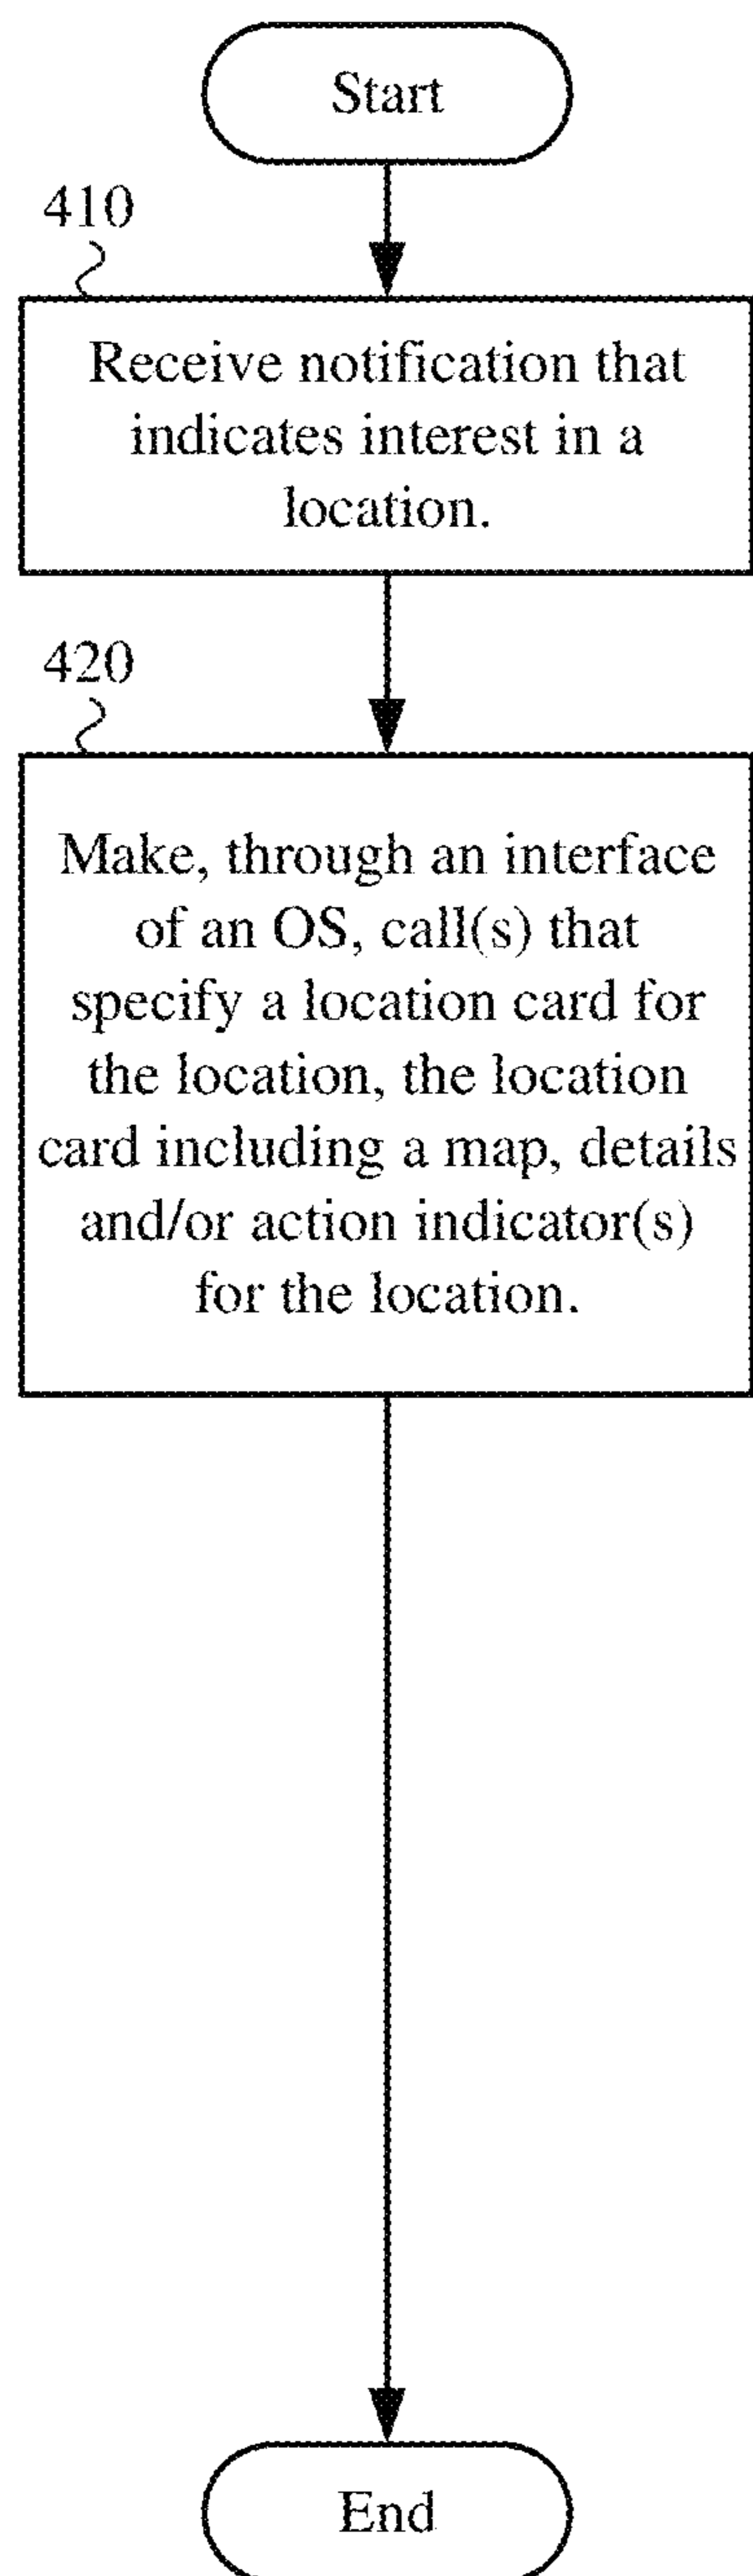 Start
410
Receive notification that
indicates interest in a
location.
420
Make, through an interface
of an OS, call(s) that
specify a location card for
the location, the location
card including a map, details
and/or action indicator(s)
for the location.
End